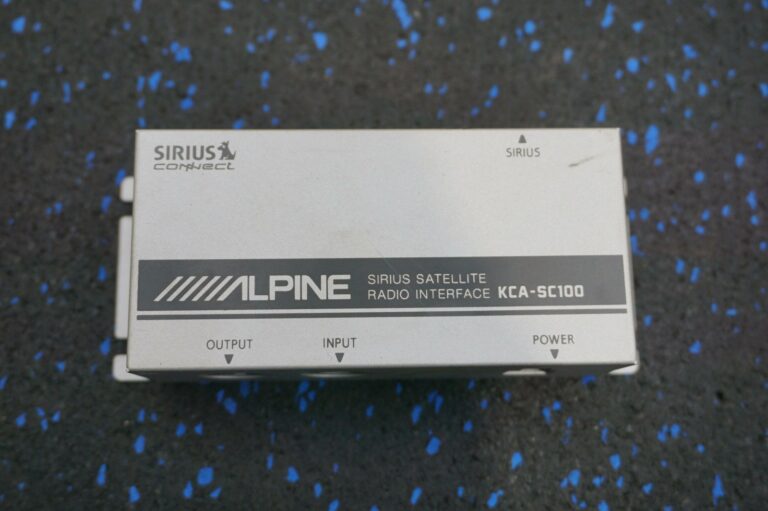 SIRIUS
connect
SIRIUS
ALPINE
SIRIUS SATELLITE
RADIO INTERFACE KCA-SC100
OUTPUT INPUT POWER